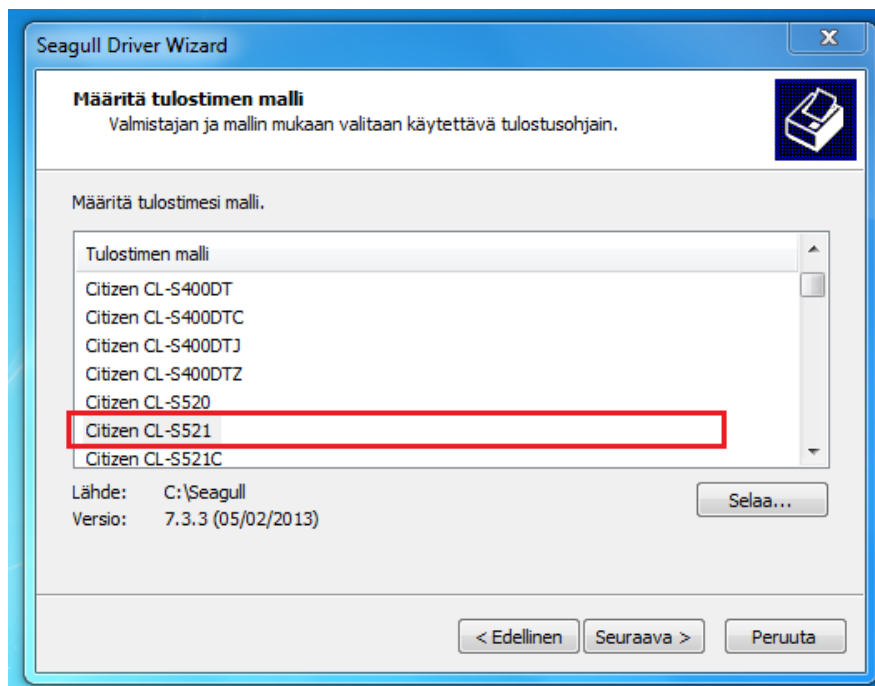 Seagull Driver Wizard
Määritä tulostimen malli
Valmistajan ja mallin mukaan valitaan käytettävä tulostusohjain.
Määritä tulostimesi malli.
Tulostimen malli
Citizen CL-S400DT
Citizen CL-S400DTC
Citizen CL-S400DTJ
Citizen CL-S400DTZ
Citizen CL-S520
Citizen CL-S521
Citizen CL-S521C
Lähde: C:\Seagull
Selaa...
Versio: 7.3.3 (05/02/2013)
< Edellinen Seuraava > Peruuta